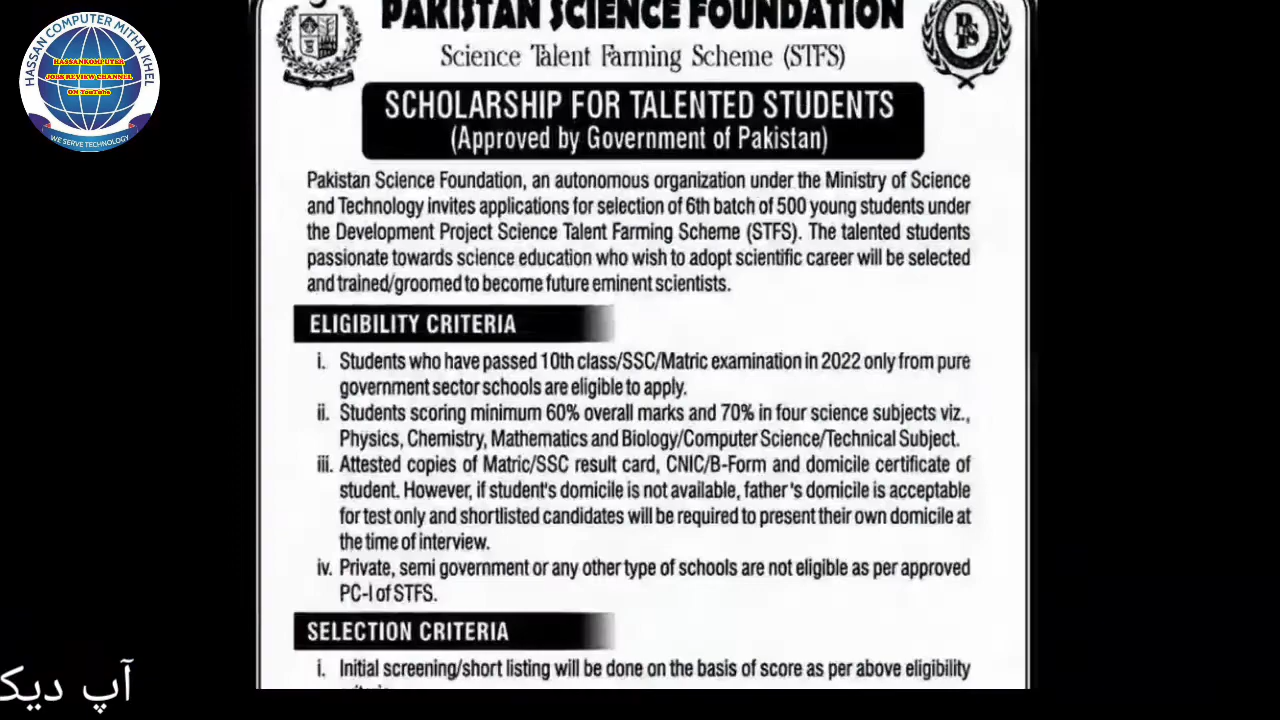 HASSAN COMPUTER MITHA KHEL
HASSANKOMPUTER
JOBS REVIEW CHANNEL
ON YouTube
WE SERVE TECHNOLOGY
PAKISTAN SCIENCE FOUNDATION
Science Talent Farming Scheme (STFS)
PSF
SCHOLARSHIP FOR TALENTED STUDENTS
(Approved by Government of Pakistan)
Pakistan Science Foundation, an autonomous organization under the Ministry of Science
and Technology invites applications for selection of 6th batch of 500 young students under
the Development Project Science Talent Farming Scheme (STFS). The talented students
passionate towards science education who wish to adopt scientific career will be selected
and trained/groomed to become future eminent scientists.
ELIGIBILITY CRITERIA
i. Students who have passed 10th class/SSC/Matric examination in 2022 only from pure
government sector schools are eligible to apply.
ii. Students scoring minimum 60% overall marks and 70% in four science subjects viz.,
Physics, Chemistry, Mathematics and Biology/Computer Science/Technical Subject.
iii. Attested copies of Matric/SSC result card, CNIC/B-Form and domicile certificate of
student. However, if student's domicile is not available, father 's domicile is acceptable
for test only and shortlisted candidates will be required to present their own domicile at
the time of interview.
iv. Private, semi government or any other type of schools are not eligible as per approved
PC-I of STFS.
SELECTION CRITERIA
i. Initial screening/short listing will be done on the basis of score as per above eligibility
آپ دیک